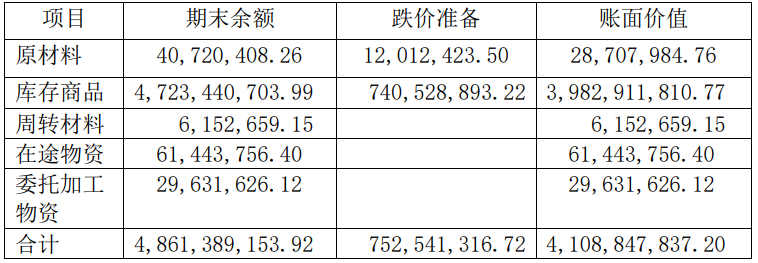 项目 期末余额 跌价准备 账面价值
原材料 40,720,408.26 12,012,423.50 28,707,984.76
库存商品 4,723,440,703.99 740,528,893.22 3,982,911,810.77
周转材料 6,152,659.15 6,152,659.15
在途物资 61,443,756.40 61,443,756.40
委托加工 29,631,626.12 29,631,626.12
物资
合计 4,861,389,153.92 752,541,316.72 4,108,847,837.20